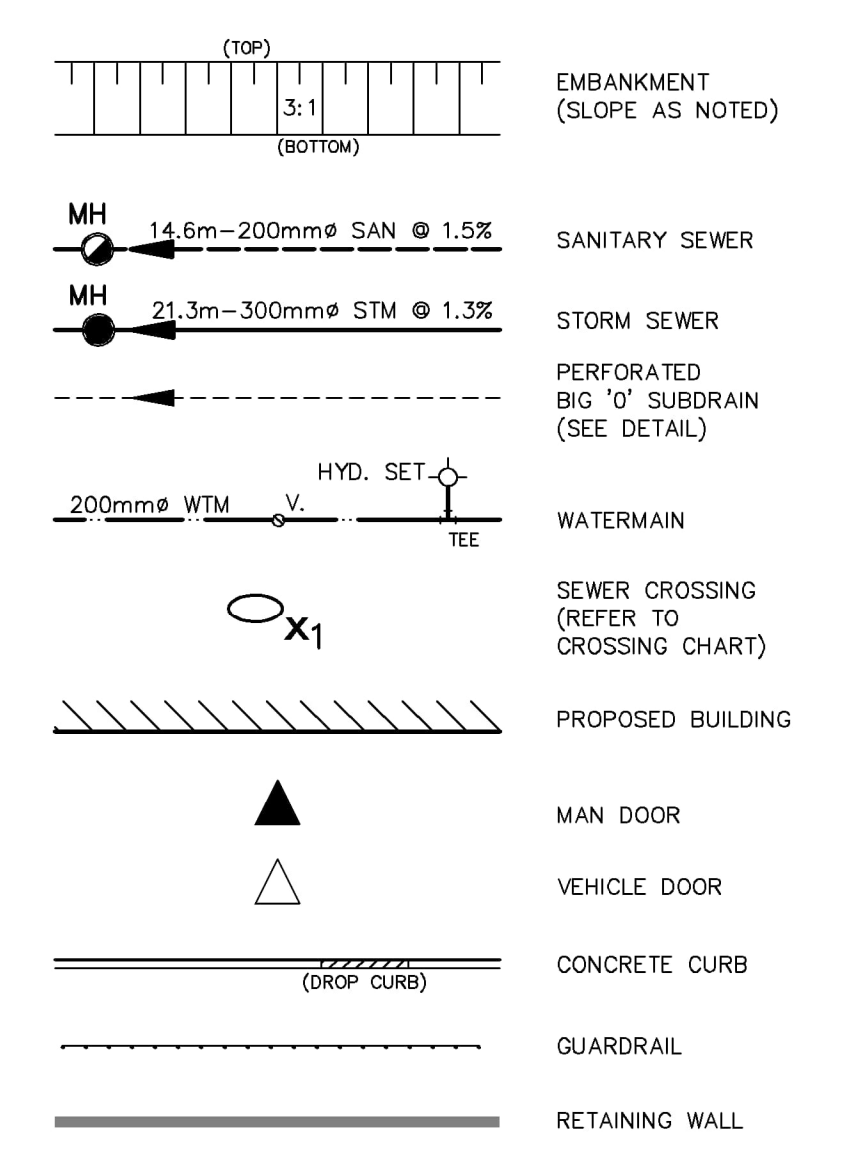 (TOP)
3:1
(BOTTOM)
EMBANKMENT
(SLOPE AS NOTED)
MH
14.6m-200mmø SAN @ 1.5%
SANITARY SEWER
MH
21.3m-300mmø STM @ 1.3%
STORM SEWER
PERFORATED
BIG 'O' SUBDRAIN
(SEE DETAIL)
HYD. SET
200mmø WTM
V.
TEE
WATERMAIN
X1
SEWER CROSSING
(REFER TO
CROSSING CHART)
PROPOSED BUILDING
MAN DOOR
VEHICLE DOOR
(DROP CURB)
CONCRETE CURB
GUARDRAIL
RETAINING WALL